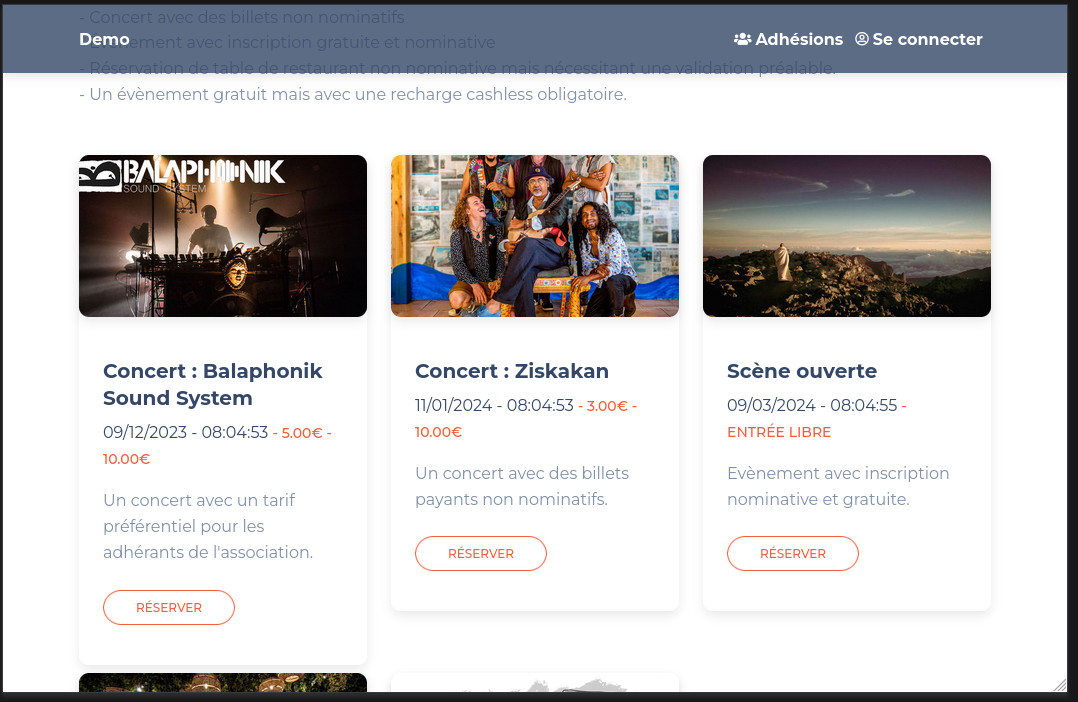 - Concert avec des billets non nominatifs
Demo
Adhésions
Se connecter
- Evènement avec inscription gratuite et nominative
- Réservation de table de restaurant non nominative mais nécessitant une validation préalable.
- Un évènement gratuit mais avec une recharge cashless obligatoire.
BALAPHONIK
SOUND SYSTEM
Concert : Balaphonik
Sound System
09/12/2023 - 08:04:53 - 5.00€ -
10.00€
Un concert avec un tarif
préférentiel pour les
adhérants de l'association.
RÉSERVER
Concert : Ziskakan
11/01/2024 - 08:04:53 - 3.00€ -
10.00€
Un concert avec des billets
payants non nominatifs.
RÉSERVER
Scène ouverte
09/03/2024 - 08:04:55 -
ENTRÉE LIBRE
Evènement avec inscription
nominative et gratuite.
RÉSERVER